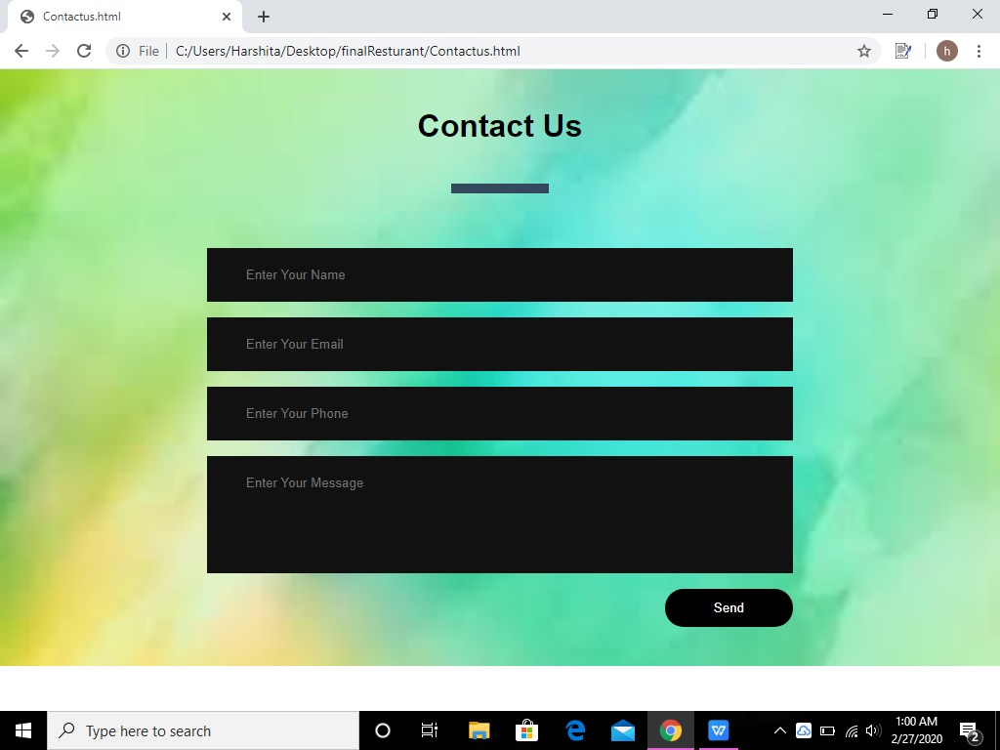 Contactus.html
File
C:/Users/Harshita/Desktop/finalResturant/Contactus.html
h
Contact Us
Enter Your Name
Enter Your Email
Enter Your Phone
Enter Your Message
Send
Type here to search
1:00 AM
2/27/2020
2